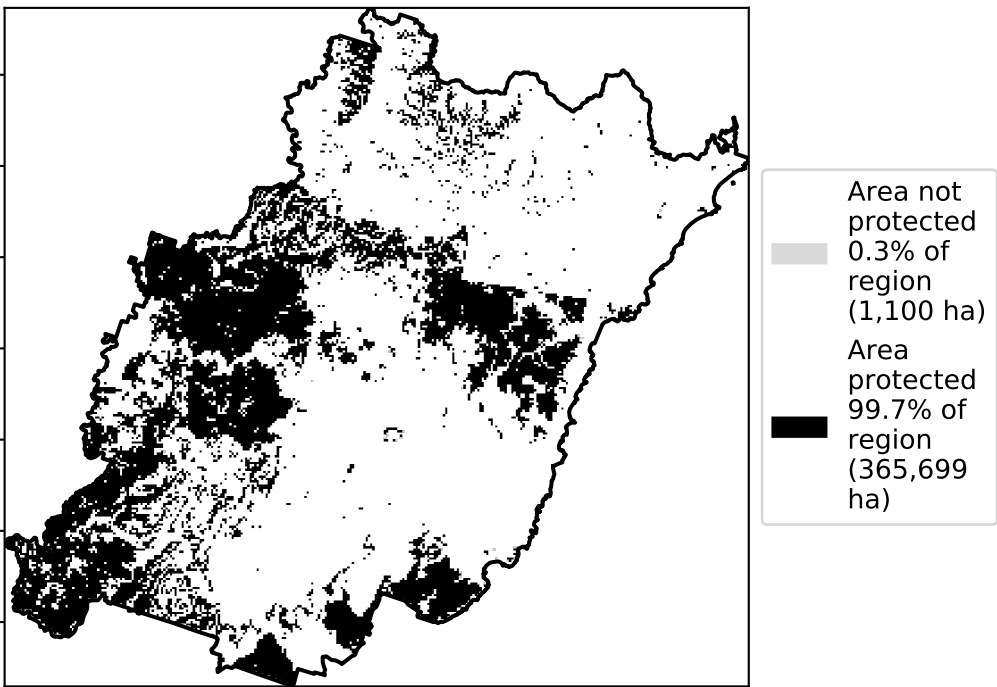 Area not
protected
0.3% of
region
(1,100 ha)
Area
protected
99.7% of
region
(365,699
ha)